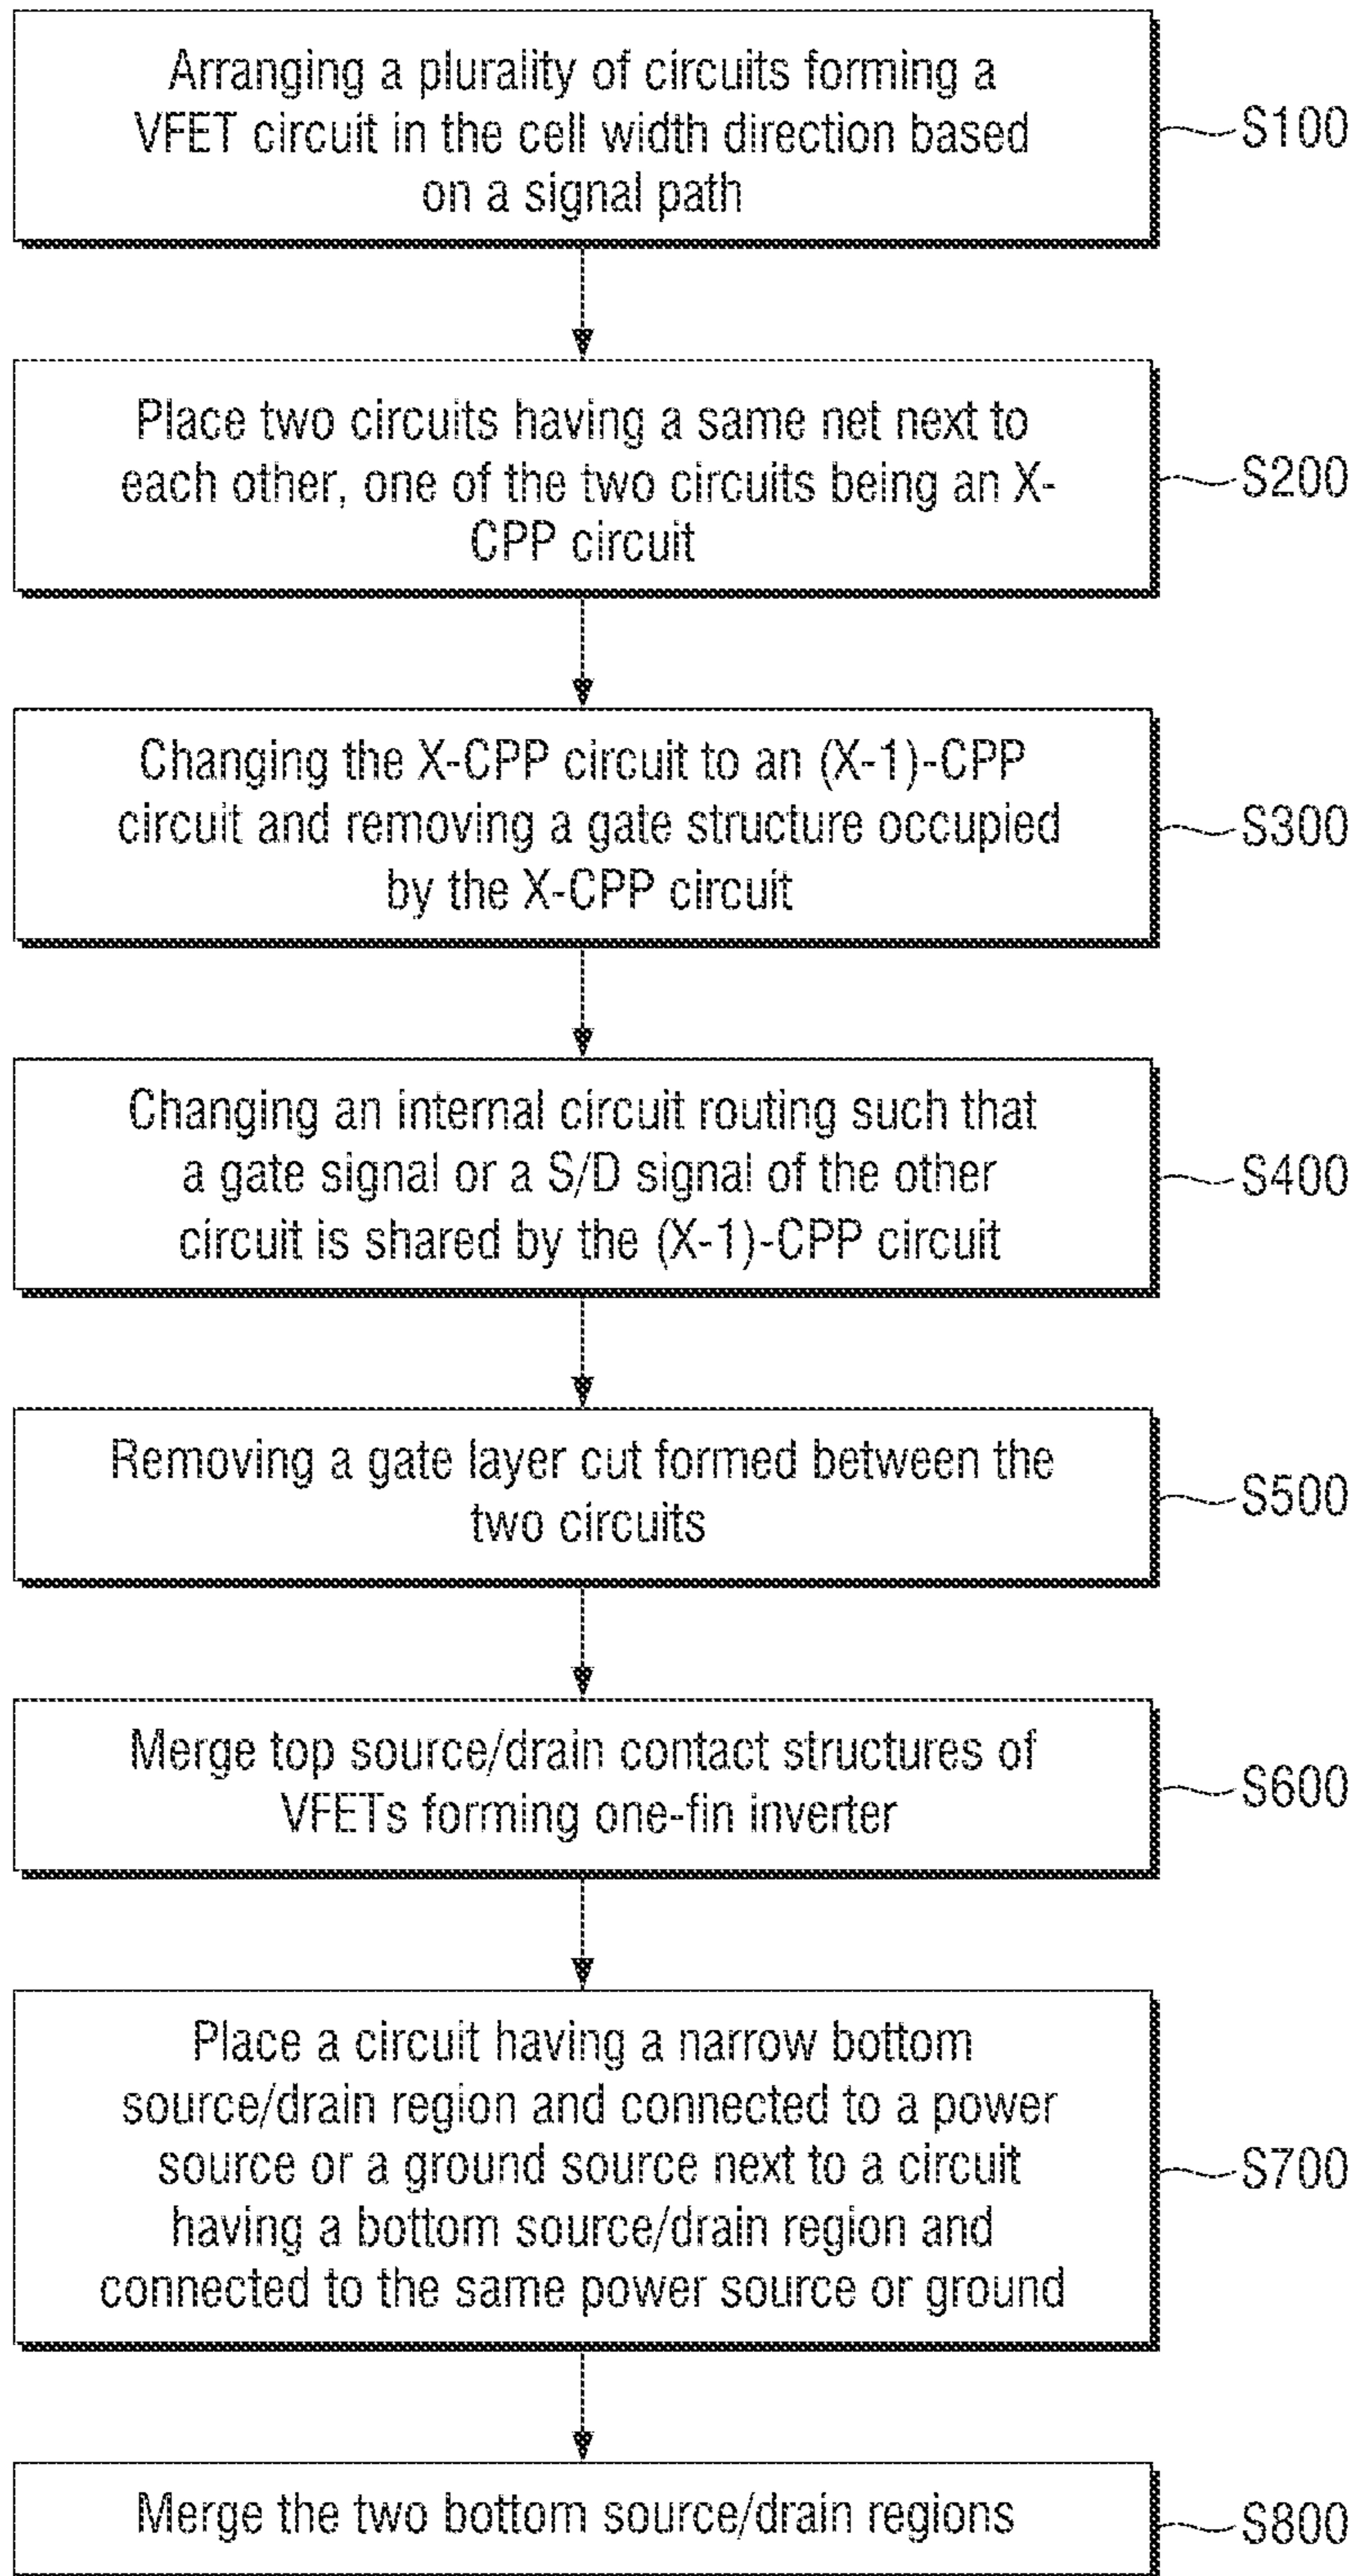 Arranging a plurality of circuits forming a
VFET circuit in the cell width direction based
on a signal path
S100
Place two circuits having a same net next to
each other, one of the two circuits being an X-
CPP circuit
S200
Changing the X-CPP circuit to an (X-1)-CPP
circuit and removing a gate structure occupied
by the X-CPP circuit
S300
Changing an internal circuit routing such that
a gate signal or a S/D signal of the other
circuit is shared by the (X-1)-CPP circuit
S400
Removing a gate layer cut formed between the
two circuits
S500
Merge top source/drain contact structures of
VFETs forming one-fin inverter
S600
Place a circuit having a narrow bottom
source/drain region and connected to a power
source or a ground source next to a circuit
having a bottom source/drain region and
connected to the same power source or ground
S700
Merge the two bottom source/drain regions
S800